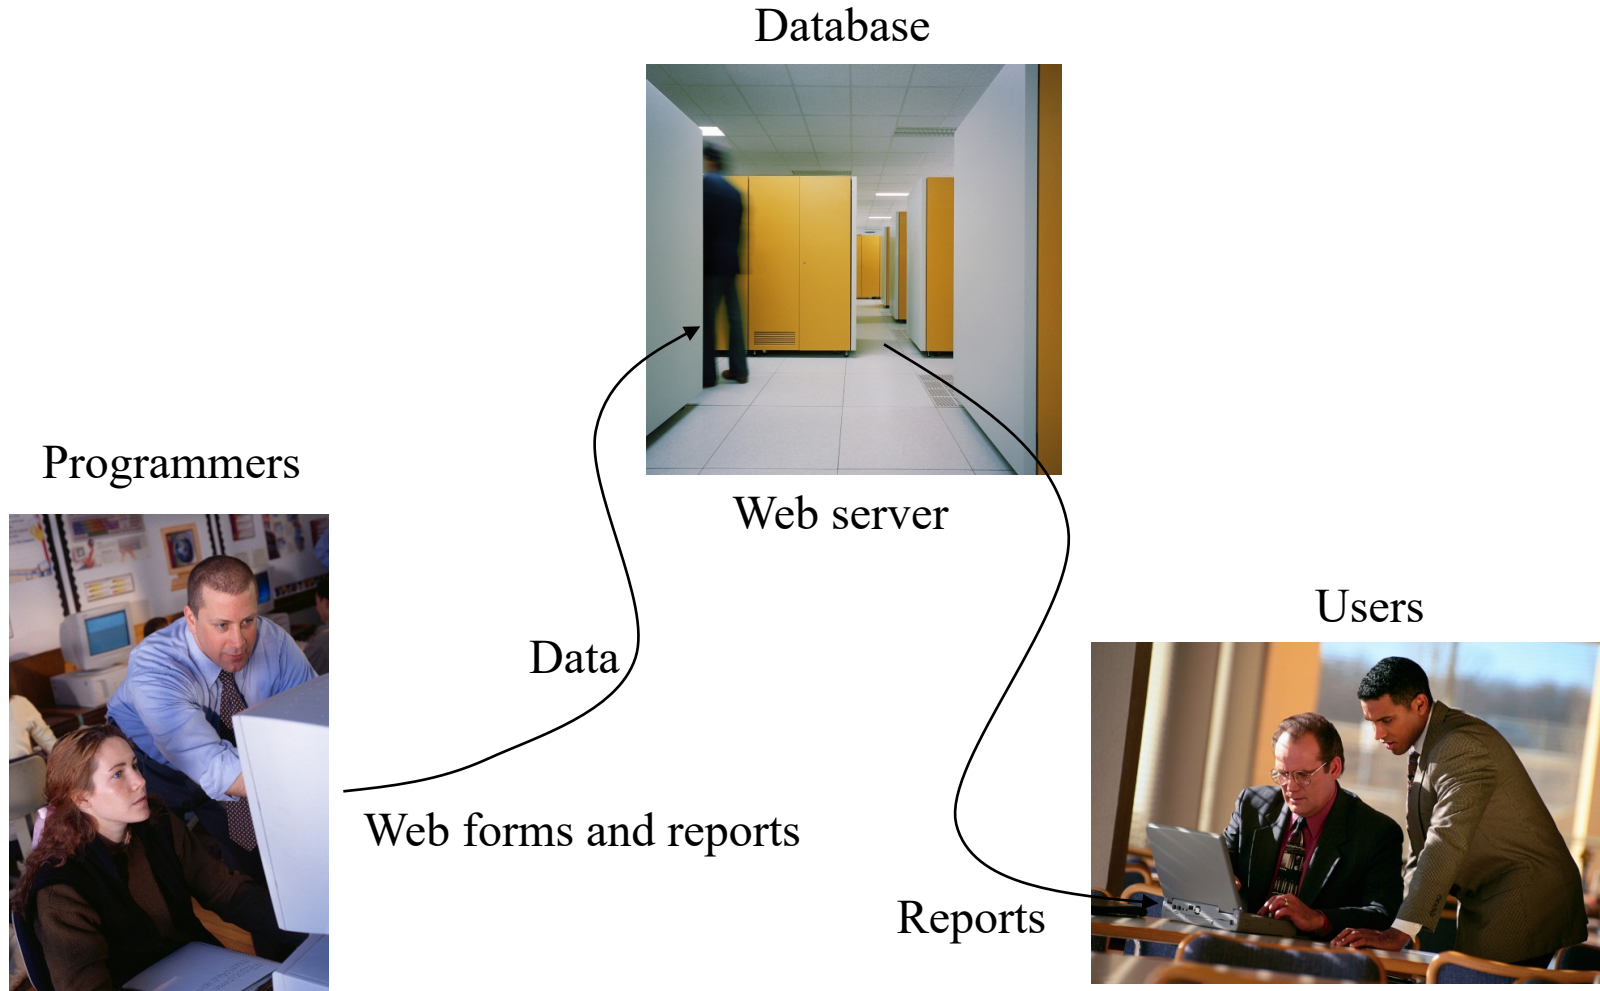 Database
Web server
Programmers
Data
Web forms and reports
Users
Reports